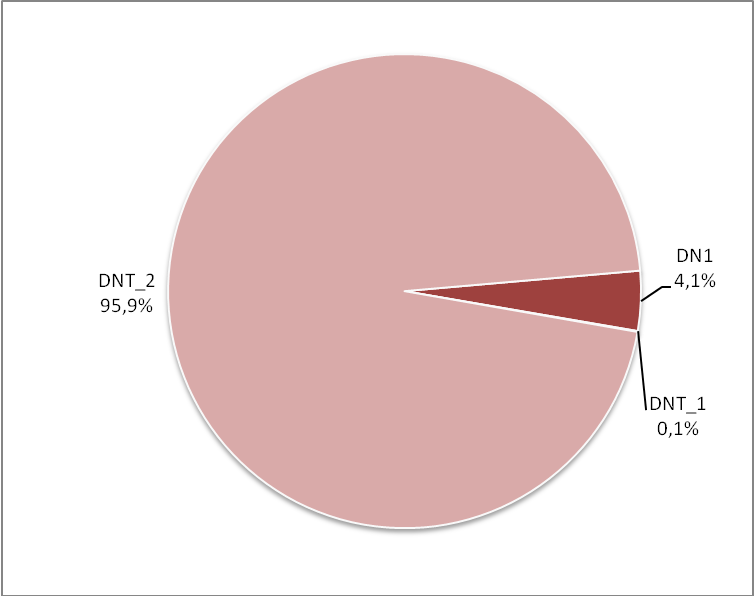 DN1
4,1%
DNT_2
95,9%
DNT_1
0,1%